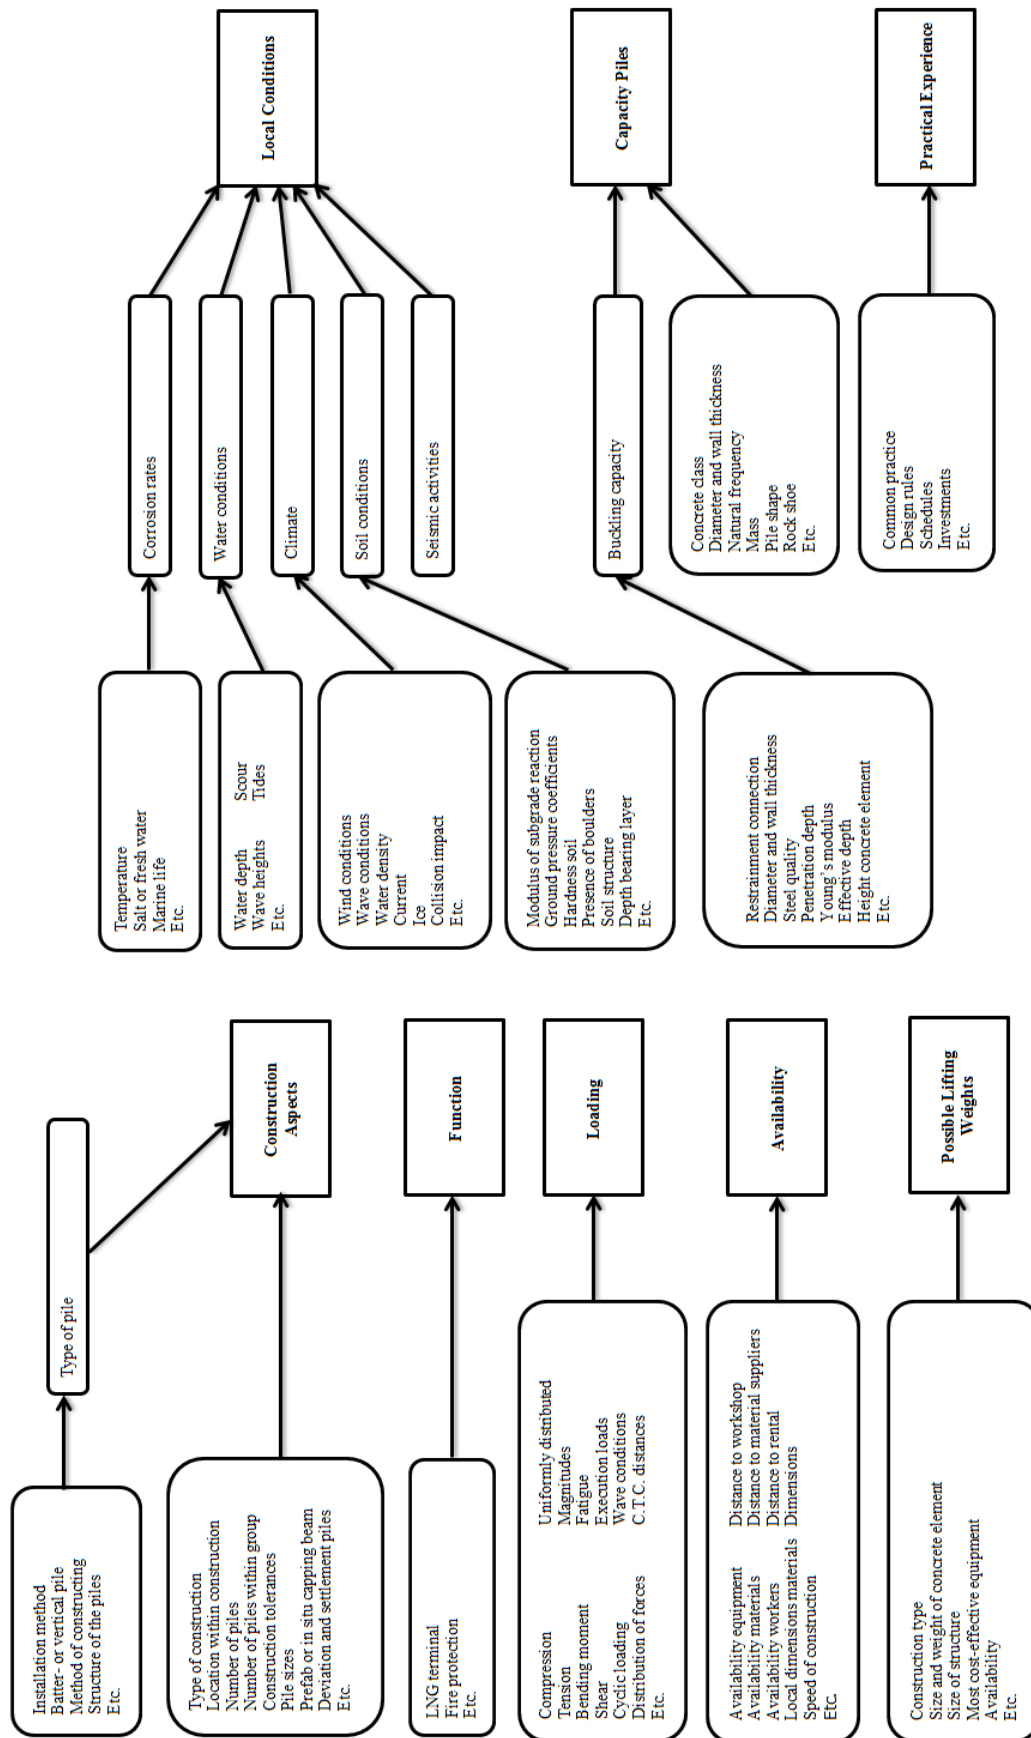 Installation method
Batter- or vertical pile
Method of constructing
Structure of the piles
Etc.
Type of pile
Type of construction
Location within construction
Number of piles
Number of piles within group
Construction tolerances
Pile sizes
Prefab or in situ capping beam
Deviation and settlement piles
Etc.
Construction
Aspects
LNG terminal
Fire protection
Etc.
Function
Compression
Tension
Bending moment
Shear
Cyclic loading
Distribution of forces
Etc.
Uniformly distributed
Magnitudes
Fatigue
Execution loads
Wave conditions
C.T.C. distances
Loading
Availability equipment
Availability materials
Availability workers
Local dimensions materials
Speed of construction
Etc.
Distance to workshop
Distance to material suppliers
Distance to rental
Dimensions
Availability
Construction type
Size and weight of concrete element
Size of structure
Most cost-effective equipment
Availability
Etc.
Possible Lifting
Weights
Temperature
Salt or fresh water
Marine life
Etc.
Corrosion rates
Water depth
Wave heights
Etc.
Scour
Tides
Water conditions
Wind conditions
Wave conditions
Water density
Current
Ice
Collision impact
Etc.
Climate
Modulus of subgrade reaction
Ground pressure coefficients
Hardness soil
Presence of boulders
Soil structure
Depth bearing layer
Etc.
Soil conditions
Seismic activities
Local Conditions
Restrainment connection
Diameter and wall thickness
Steel quality
Penetration depth
Young's modulus
Effective depth
Height concrete element
Etc.
Buckling capacity
Concrete class
Diameter and wall thickness
Natural frequency
Mass
Pile shape
Rock shoe
Etc.
Capacity Piles
Common practice
Design rules
Schedules
Investments
Etc.
Practical Experience